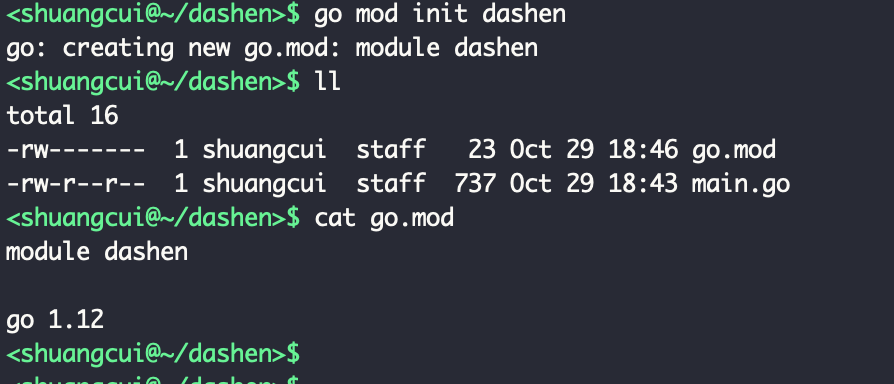 <shuangcui@~/dashen>$ go mod init dashen
go: creating new go.mod: module dashen
<shuangcui@~/dashen>$ ll
total 16
-rw-------  1 shuangcui  staff   23 Oct 29 18:46 go.mod
-rw-r--r--  1 shuangcui  staff  737 Oct 29 18:43 main.go
<shuangcui@~/dashen>$ cat go.mod
module dashen

go 1.12
<shuangcui@~/dashen>$
<shuangcui@~/dashen>$